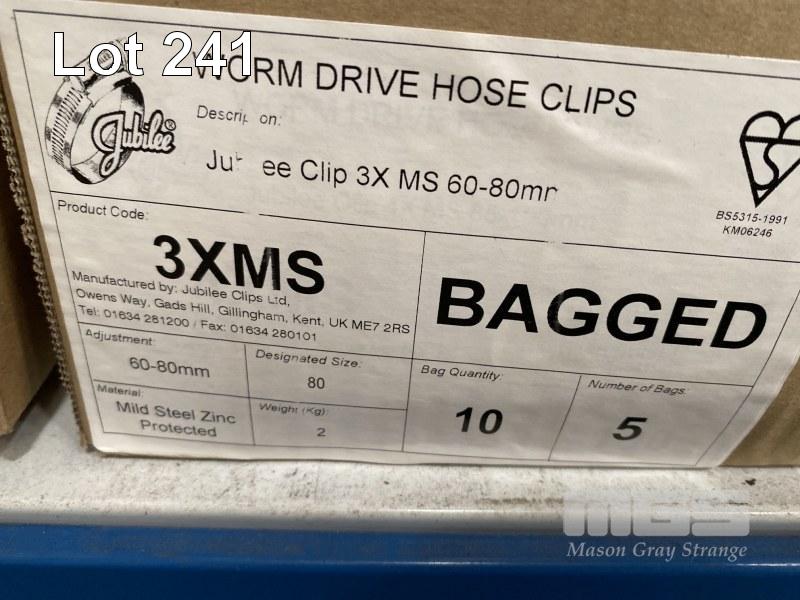 Lot 241
WORM DRIVE HOSE CLIPS
Jubilee®
Descrip on:
Jub ee Clip 3X MS 60-80mm
BS5315-1991
KM06246
Product Code:
3XMS
BAGGED
Manufactured by: Jubilee Clips Ltd,
Owens Way, Gads Hill, Gillingham, Kent, UK ME7 2RS
Tel: 01634 281200 / Fax: 01634 280101
Adjustment:
60-80mm
Designated Size:
80
Bag Quantity:
10
Number of Bags:
5
Material:
Mild Steel Zinc
Protected
Weight (Kg):
2
MGS
Mason Gray Strange